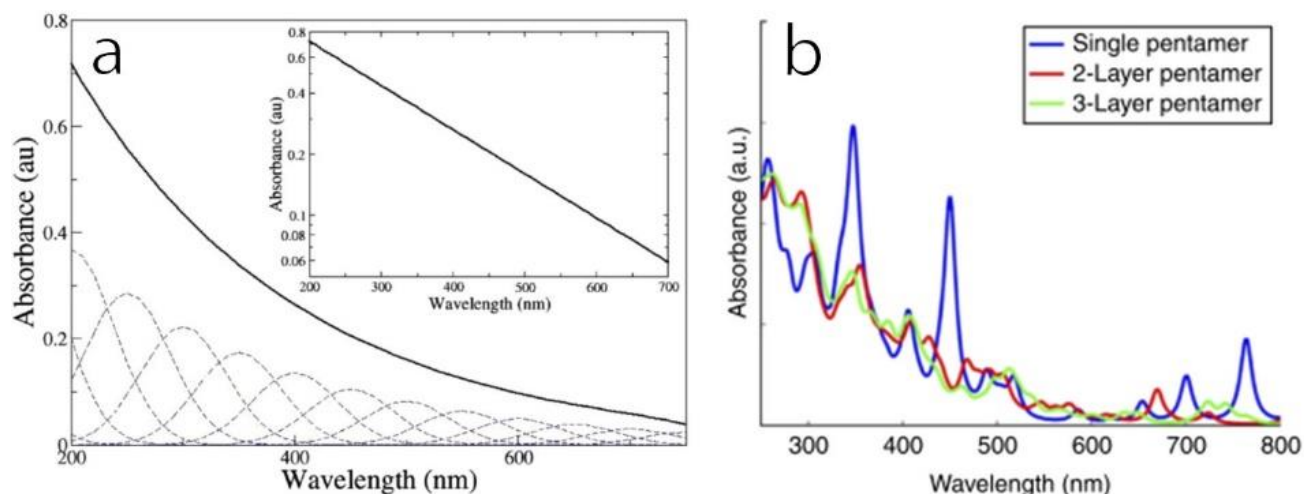 a
0.8
0.6
0.4
0.2
0
Absorbance (au)
200
400
600
Wavelength (nm)
0.8
0.6
0.4
0.2
0.1
0.08
0.06
Absorbance (au)
200
300
400
500
600
700
Wavelength (nm)
b
Single pentamer
2-Layer pentamer
3-Layer pentamer
Absorbance (a.u.)
300
400
500
600
700
800
Wavelength (nm)